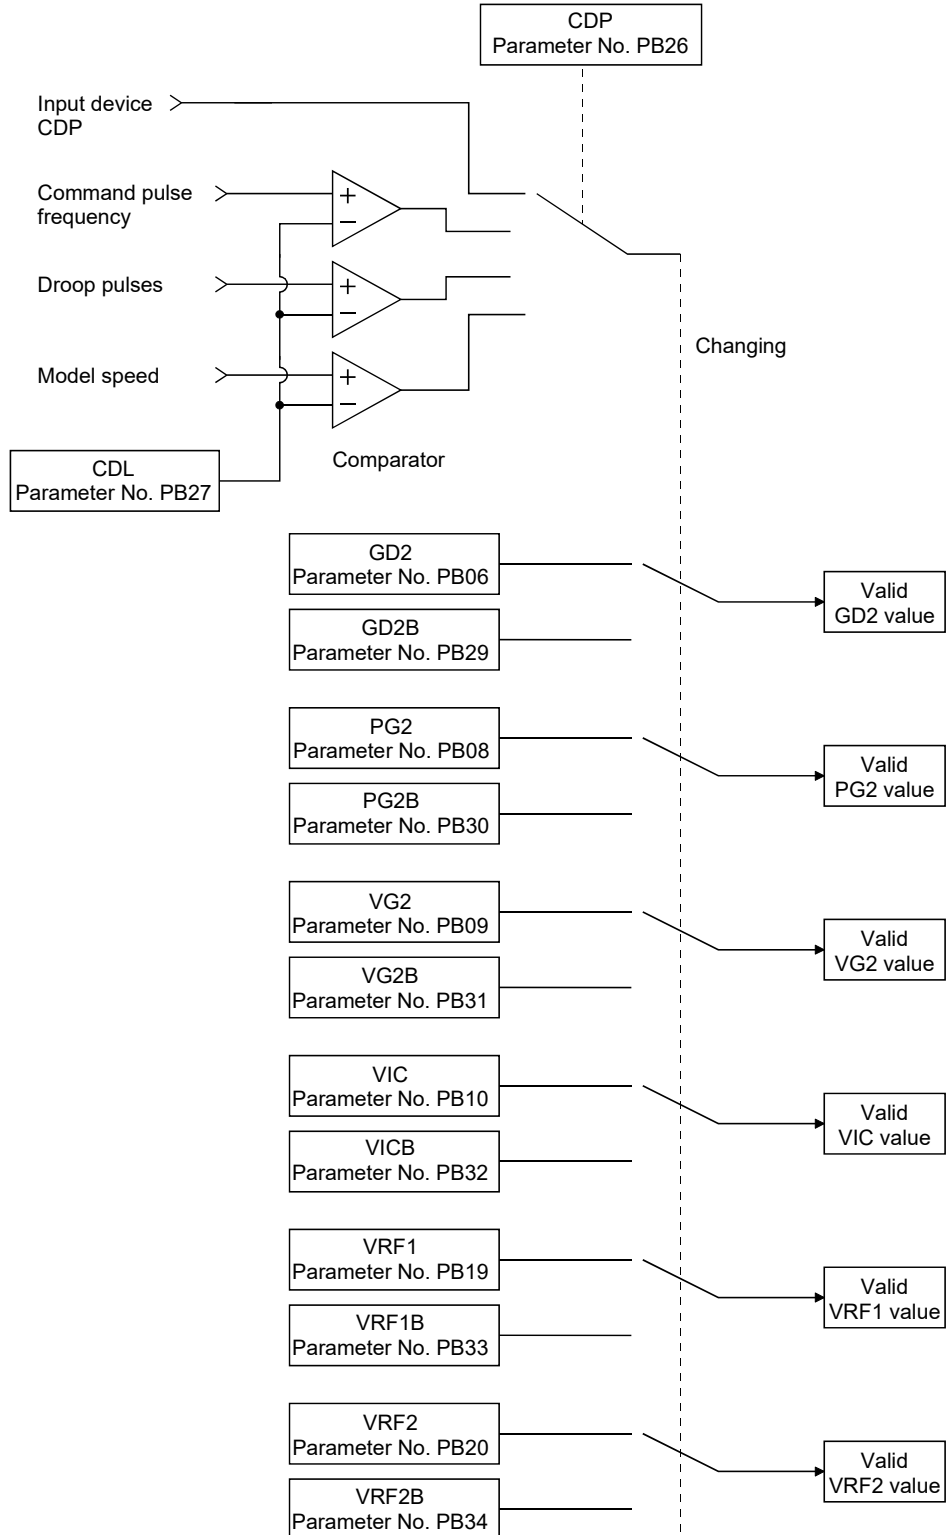 CDP
Parameter No. PB26
Input device
CDP
Command pulse
frequency
+
−
Droop pulses
+
−
Changing
Model speed
+
−
Comparator
CDL
Parameter No. PB27
GD2
Parameter No. PB06
Valid
GD2 value
GD2B
Parameter No. PB29
PG2
Parameter No. PB08
Valid
PG2 value
PG2B
Parameter No. PB30
VG2
Parameter No. PB09
Valid
VG2 value
VG2B
Parameter No. PB31
VIC
Parameter No. PB10
Valid
VIC value
VICB
Parameter No. PB32
VRF1
Parameter No. PB19
Valid
VRF1 value
VRF1B
Parameter No. PB33
VRF2
Parameter No. PB20
Valid
VRF2 value
VRF2B
Parameter No. PB34